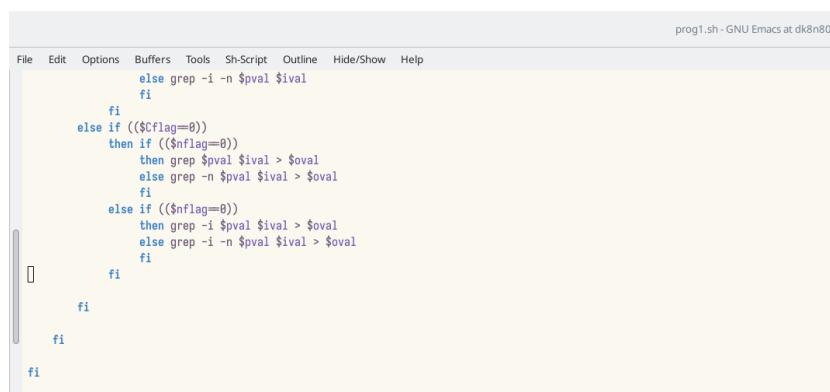 prog1.sh - GNU Emacs at dk8n80
File Edit Options Buffers Tools Sh-Script Outline Hide/Show Help
else grep -i -n $pval $ival
fi
fi
else if (($Cflag==0))
then if (($nflag==0))
then grep $pval $ival > $oval
else grep -n $pval $ival > $oval
fi
else if (($nflag==0))
then grep -i $pval $ival > $oval
else grep -i -n $pval $ival > $oval
fi
fi
fi
fi
fi